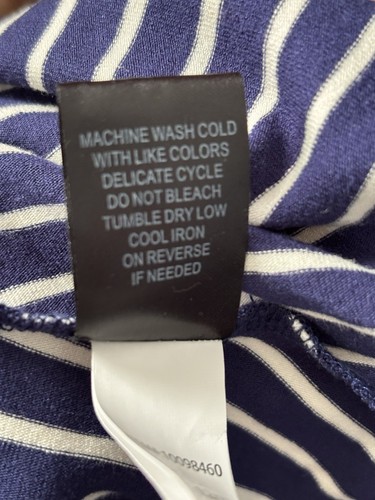 MACHINE WASH COLD
WITH LIKE COLORS
DELICATE CYCLE
DO NOT BLEACH
TUMBLE DRY LOW
COOL IRON
ON REVERSE
IF NEEDED
10098460